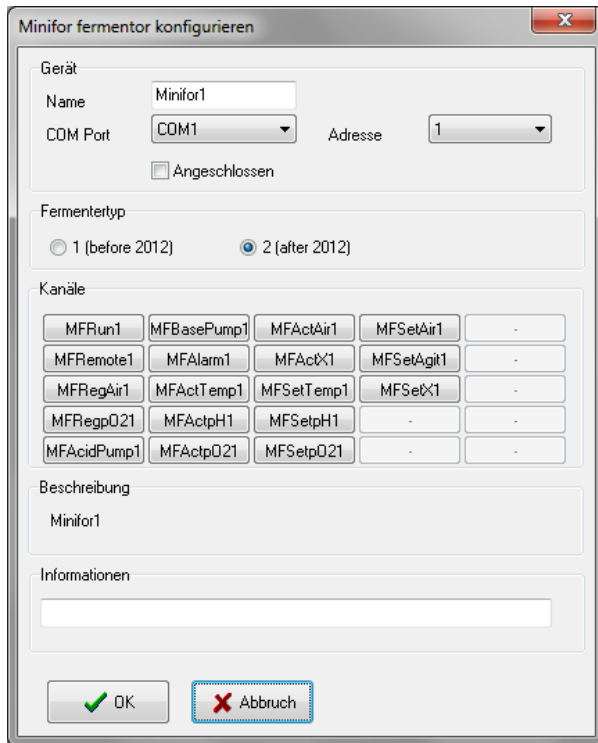 Minifor fermentor konfigurieren
Gerät
Name Minifor1
COM Port COM1 Adresse 1
Angeschlossen
Fermentertyp
1 (before 2012) 2 (after 2012)
Kanäle
MFRun1 MFBasePump1 MFActAir1 MFSetAir1 -
MFRemote1 MFAlarm1 MFActX1 MFSetAgit1 -
MFRegAir1 MFActTemp1 MFSetTemp1 MFSetX1 -
MFRegpO21 MFActpH1 MFSetpH1 - -
MFAcidPump1 MFActpO21 MFSetpO21 - -
Beschreibung
Minifor1
Informationen
OK Abbruch